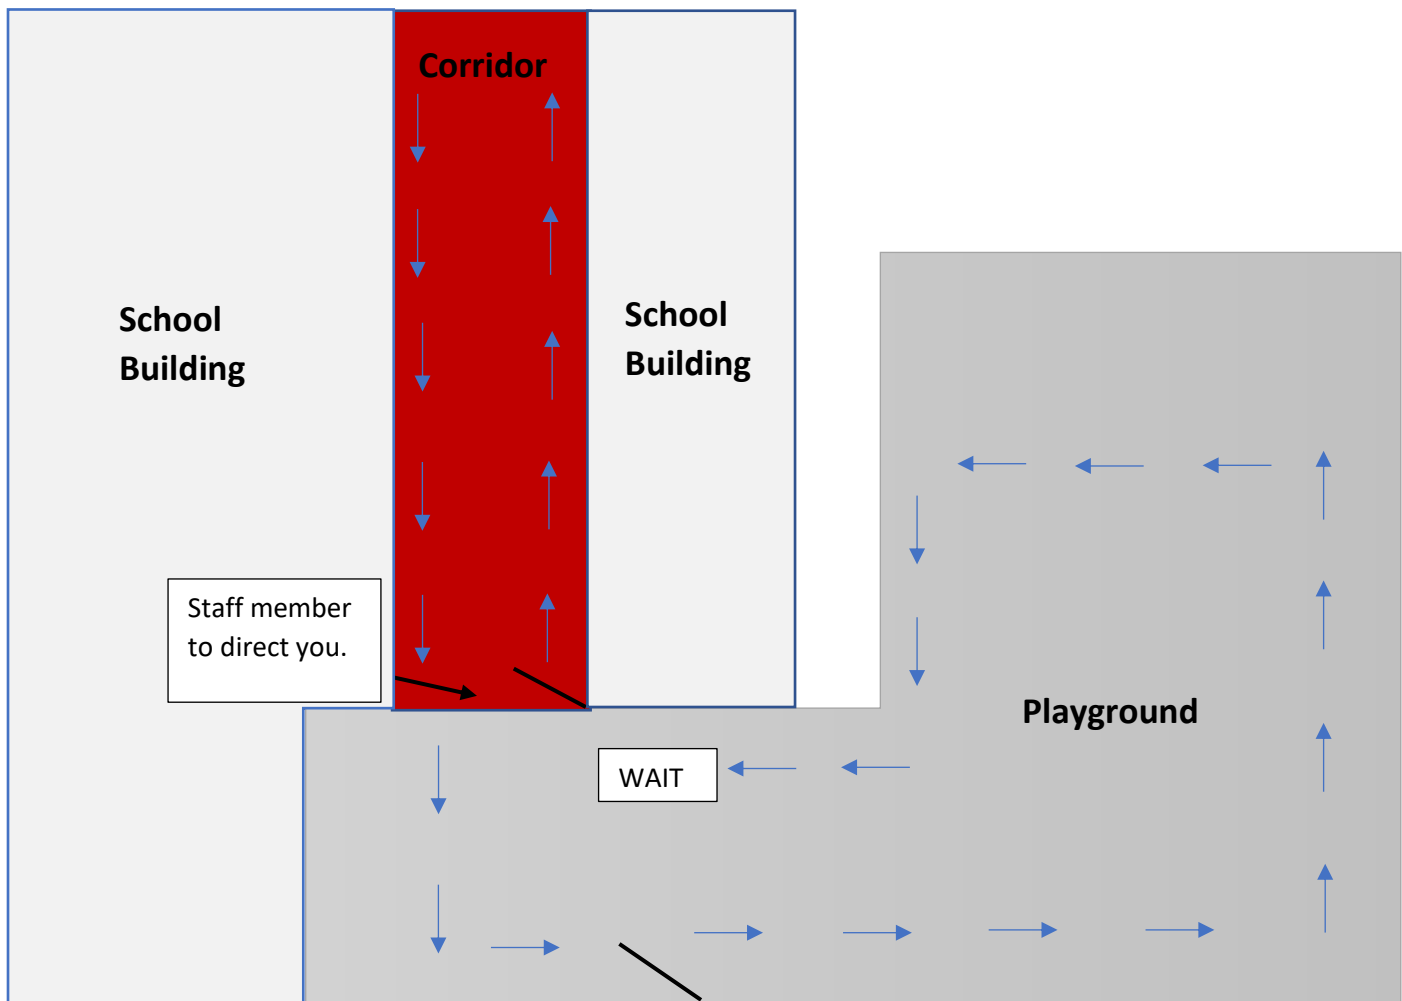 Corridor
School
Building
School
Building
Staff member
to direct you.
Playground
WAIT